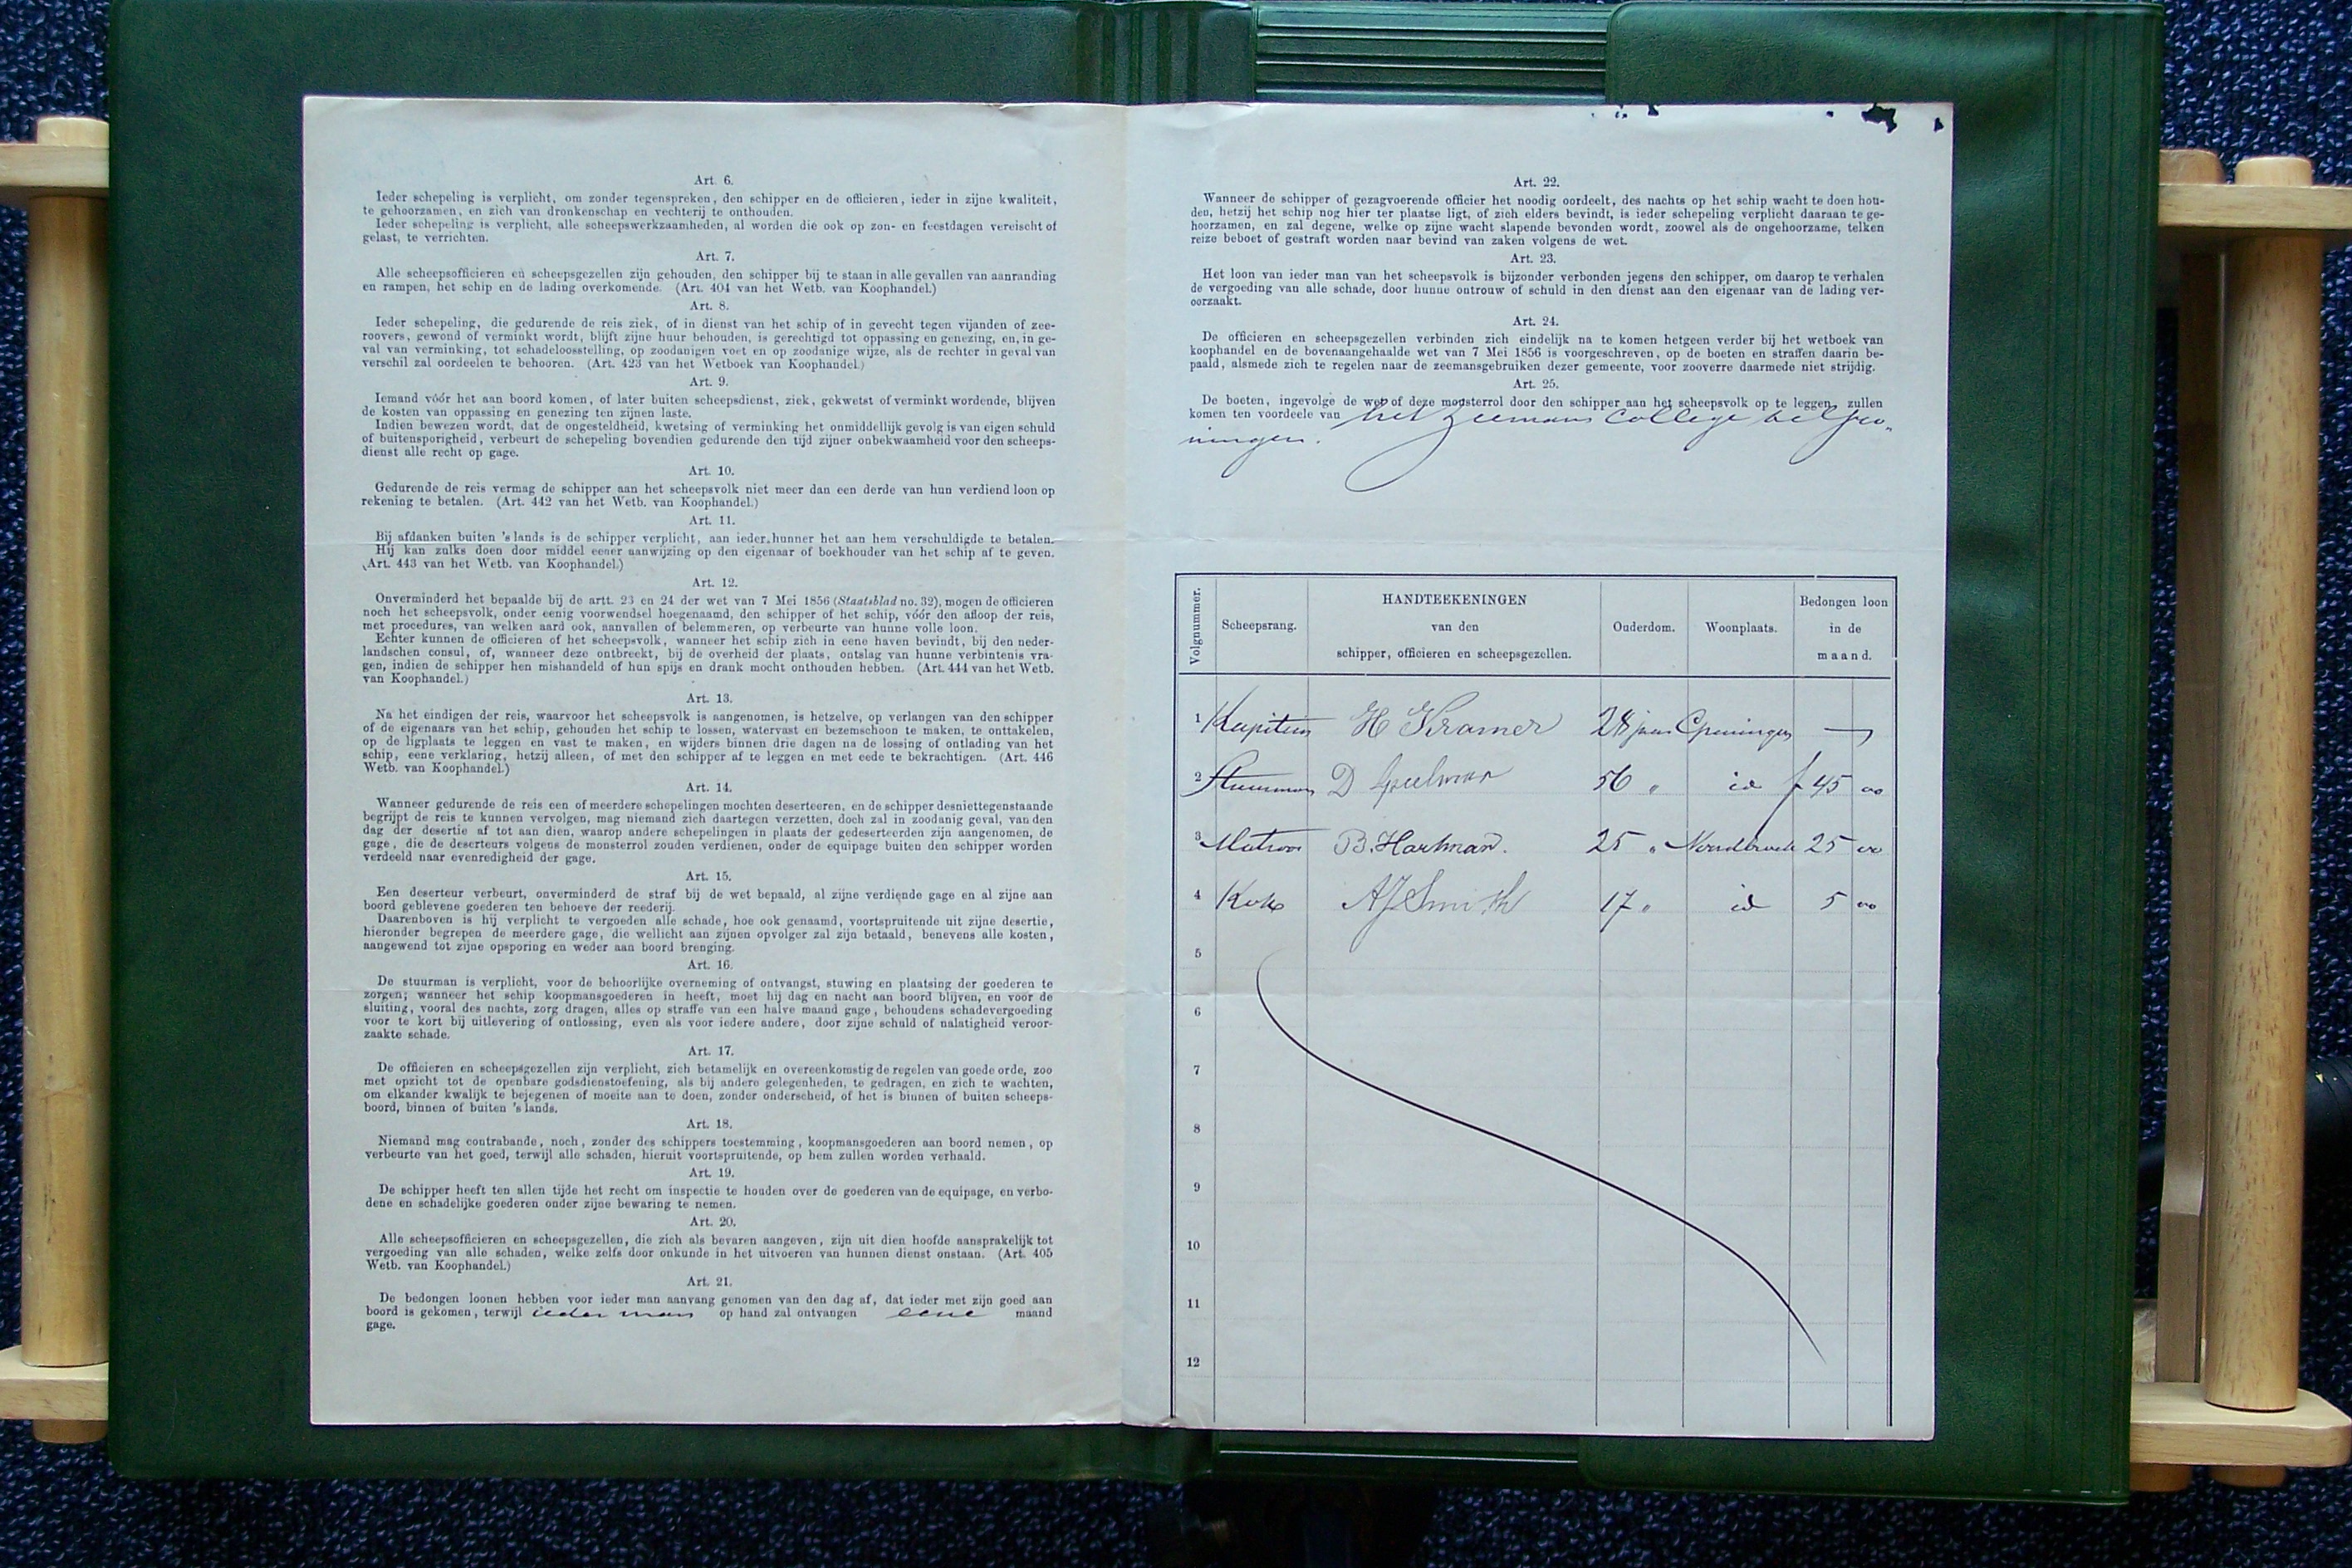 Art. 6.
Ieder schepeling is verplicht, om zonder tegenspreken, den schipper en de officieren, ieder in zijne kwaliteit,
te gehoorzamen, en zich van dronkenschap en vechterij te onthouden.
Ieder schepeling is verplicht, alle scheepswerkzaamheden, al worden die ook op zon- en feestdagen vereischt of
gelast, te verrichten.
Art. 7.
Alle scheepsofficieren en scheepsgezellen zijn gehouden, den schipper bij te staan in alle gevallen van aanranding
en rampen, het schip en de lading overkomende. (Art. 404 van het Wetb. van Koophandel.)
Art. 8.
Ieder schepeling, die gedurende de reis ziek, of in dienst van het schip of in gevecht tegen vijanden of zee-
roovers, gewond of verminkt wordt, blijft zijne huur behouden, is gerechtigd tot oppassing en genezing, en, in ge-
val van verminking, tot schadeloosstelling, op zoodanigen voet en op zoodanige wijze, als de rechter in geval van
verschil zal oordeelen te behooren. (Art. 423 van het Wetboek van Koophandel.)
Art. 9.
Iemand vóór het aan boord komen, of later buiten scheepsdienst, ziek, gekwetst of verminkt wordende, blijven
de kosten van oppassing en genezing ten zijnen laste.
Indien bewezen wordt, dat de ongesteldheid, kwetsing of verminking het onmiddellijk gevolg is van eigen schuld
of buitensporigheid, verbeurt de schepeling bovendien gedurende den tijd zijner onbekwaamheid voor den scheeps-
dienst alle recht op gage.
Art. 10.
Gedurende de reis vermag de schipper aan het scheepsvolk niet meer dan een derde van hun verdiend loon op
rekening te betalen. (Art. 442 van het Wetb. van Koophandel.)
Art. 11.
Bij afdanken buiten 's lands is de schipper verplicht, aan ieder hunner het aan hem verschuldigde te betalen.
Hij kan zulks doen door middel eener aanwijzing op den eigenaar of boekhouder van het schip af te geven.
(Art. 443 van het Wetb. van Koophandel.)
Art. 12.
Onverminderd het bepaalde bij de artt. 23 en 24 der wet van 7 Mei 1856 (Staatsblad no. 32), mogen de officieren
noch het scheepsvolk, onder eenig voorwendsel hoegenaamd, den schipper of het schip, vóór den afloop der reis,
met procedures, van welken aard ook, aanvallen of belemmeren, op verbeurte van hunne volle loon.
Echter kunnen de officieren of het scheepsvolk, wanneer het schip zich in eene haven bevindt, bij den neder-
landschen consul, of, wanneer deze ontbreekt, bij de overheid der plaats, ontslag van hunne verbintenis vra-
gen, indien de schipper hen mishandeld of hun spijs en drank mocht onthouden hebben. (Art. 444 van het Wetb.
van Koophandel.)
Art. 13.
Na het eindigen der reis, waarvoor het scheepsvolk is aangenomen, is hetzelve, op verlangen van den schipper
of de eigenaars van het schip, gehouden het schip te lossen, watervast en bezemschoon te maken, te onttakelen,
op de ligplaats te leggen en vast te maken, en wijders binnen drie dagen na de lossing of ontlading van het
schip, eene verklaring, hetzij alleen, of met den schipper af te leggen en met eede te bekrachtigen. (Art. 446
Wetb. van Koophandel.)
Art. 14.
Wanneer gedurende de reis een of meerdere schepelingen mochten deserteeren, en de schipper desniettegenstaande
begrijpt de reis te kunnen vervolgen, mag niemand zich daartegen verzetten, doch zal in zoodanig geval, van den
dag der desertie af tot aan dien, waarop andere schepelingen in plaats der gedeserteerden zijn aangenomen, de
gage, die de deserteurs volgens de monsterrol zouden verdienen, onder de equipage buiten den schipper worden
verdeeld naar evenredigheid der gage.
Art. 15.
Een deserteur verbeurt, onverminderd de straf bij de wet bepaald, al zijne verdiende gage en al zijne aan
boord geblevene goederen ten behoeve der reederij.
Daarenboven is hij verplicht te vergoeden alle schade, hoe ook genaamd, voortspruitende uit zijne desertie,
hieronder begrepen de meerdere gage, die wellicht aan zijnen opvolger zal zijn betaald, benevens alle kosten,
aangewend tot zijne opsporing en weder aan boord brenging.
Art. 16.
De stuurman is verplicht, voor de behoorlijke overneming of ontvangst, stuwing en plaatsing der goederen te
zorgen; wanneer het schip koopmansgoederen in heeft, moet hij dag en nacht aan boord blijven, en voor de
sluiting, vooral des nachts, zorg dragen, alles op straffe van een halve maand gage, behoudens schadevergoeding
voor te kort bij uitlevering of ontlossing, even als voor iedere andere, door zijne schuld of nalatigheid veroor-
zaakte schade.
Art. 17.
De officieren en scheepsgezellen zijn verplicht, zich betamelijk en overeenkomstig de regelen van goede orde, zoo
met opzicht tot de openbare godsdienstoefening, als bij andere gelegenheden, te gedragen, en zich te wachten,
om elkander kwalijk te bejegenen of moeite aan te doen, zonder onderscheid, of het is binnen of buiten scheeps-
boord, binnen of buiten 's lands.
Art. 18.
Niemand mag contrabande, noch, zonder des schippers toestemming, koopmansgoederen aan boord nemen, op
verbeurte van het goed, terwijl alle schaden, hieruit voortspruitende, op hem zullen worden verhaald.
Art. 19.
De schipper heeft ten allen tijde het recht om inspectie te houden over de goederen van de equipage, en verbo-
dene en schadelijke goederen onder zijne bewaring te nemen.
Art. 20.
Alle scheepsofficieren en scheepsgezellen, die zich als bevaren aangeven, zijn uit dien hoofde aansprakelijk tot
vergoeding van alle schaden, welke zelfs door onkunde in het uitvoeren van hunnen dienst onstaan. (Art. 405
Wetb. van Koophandel.)
Art. 21.
De bedongen loonen hebben voor ieder man aanvang genomen van den dag af, dat ieder met zijn goed aan
boord is gekomen, terwijl ieder man op hand zal ontvangen eene maand
gage.
Art. 22.
Wanneer de schipper of gezagvoerende officier het noodig oordeelt, des nachts op het schip wacht te doen hou-
den, hetzij het schip nog hier ter plaatse ligt, of zich elders bevindt, is ieder schepeling verplicht daaraan te ge-
hoorzamen, en zal degene, welke op zijne wacht slapende bevonden wordt, zoowel als de ongehoorzame, telken
reize beboet of gestraft worden naar bevind van zaken volgens de wet.
Art. 23.
Het loon van ieder man van het scheepsvolk is bijzonder verbonden jegens den schipper, om daarop te verhalen
de vergoeding van alle schade, door hunne ontrouw of schuld in den dienst aan den eigenaar van de lading ver-
oorzaakt.
Art. 24.
De officieren en scheepsgezellen verbinden zich eindelijk na te komen hetgeen verder bij het wetboek van
koophandel en de bovenaangehaalde wet van 7 Mei 1856 is voorgeschreven, op de boeten en straffen daarin be-
paald, alsmede zich te regelen naar de zeemansgebruiken dezer gemeente, voor zooverre daarmede niet strijdig.
Art. 25.
De boeten, ingevolge de wet of deze monsterrol door den schipper aan het scheepsvolk op te leggen, zullen
komen ten voordeele van het Zeemans College te Gro„
ningen.
Volgnummer. Scheepsrang. HANDTEEKENINGEN van den schipper, officieren en scheepsgezellen. Ouderdom. Woonplaats. Bedongen loon in de maand.
1 Kapitein H Kramer 28 jaar Groningen —
2 Stuurman D Speelman 56 „ id f 45 00
3 Matroos B. Hartman. 25 „ Noordbroek 25 00
4 Kok AJ Smith 17 „ id 5 00
5
6
7
8
9
10
11
12